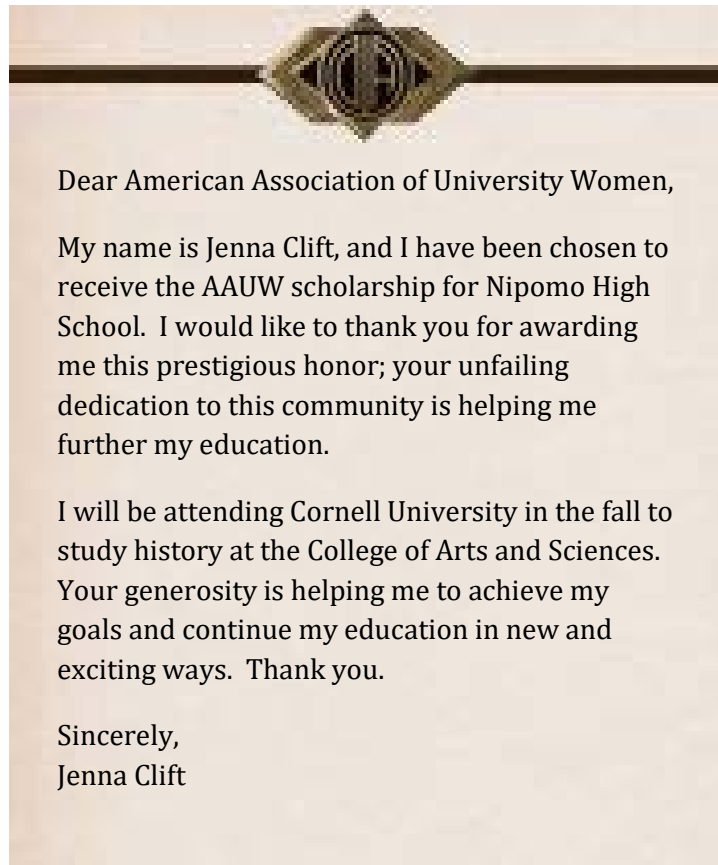 Dear American Association of University Women,
My name is Jenna Clift, and I have been chosen to
receive the AAUW scholarship for Nipomo High
School.  I would like to thank you for awarding
me this prestigious honor; your unfailing
dedication to this community is helping me
further my education.
I will be attending Cornell University in the fall to
study history at the College of Arts and Sciences.
Your generosity is helping me to achieve my
goals and continue my education in new and
exciting ways.  Thank you.
Sincerely,
Jenna Clift